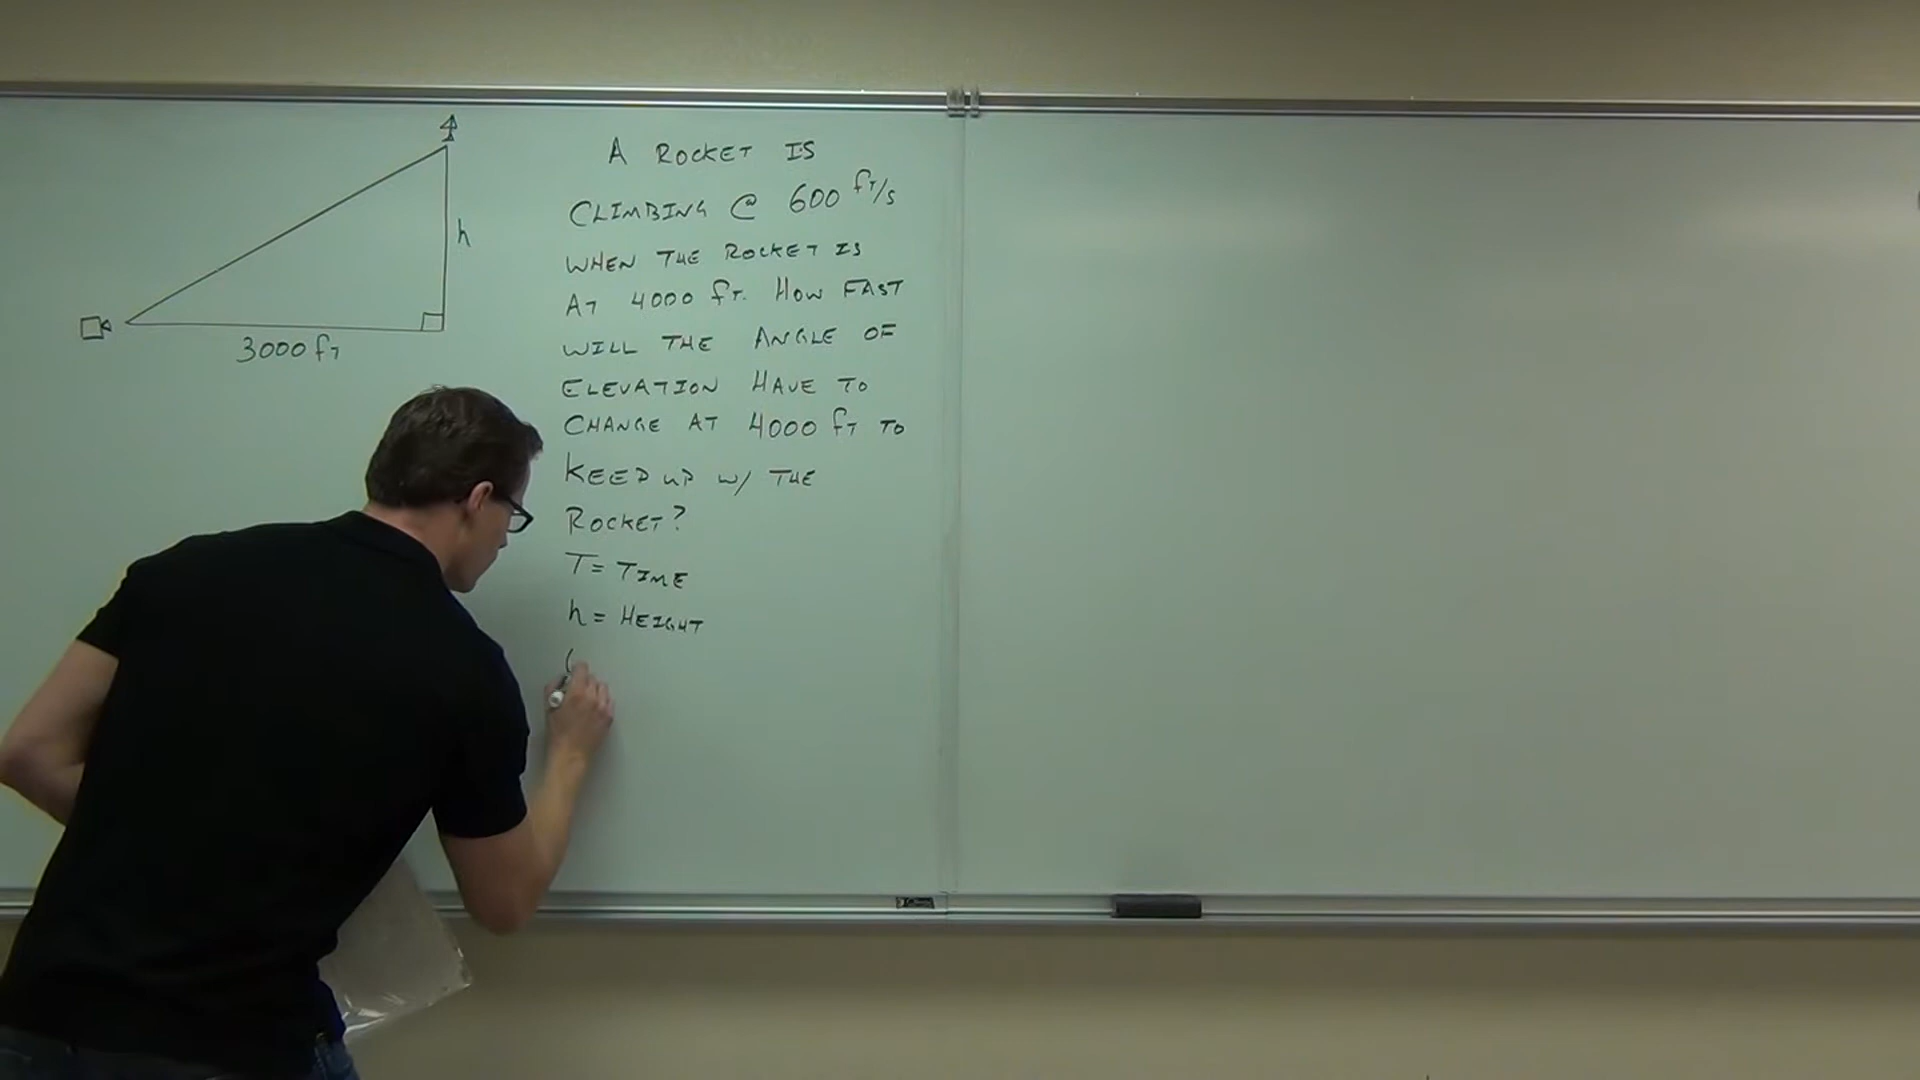 h
3000 ft
A ROCKET IS
CLIMBING @ 600 ft/s
WHEN THE ROCKET IS
AT 4000 ft. HOW FAST
WILL THE ANGLE OF
ELEVATION HAVE TO
CHANGE AT 4000 ft TO
KEEP UP W/ THE
ROCKET?
T = TIME
h = HEIGHT